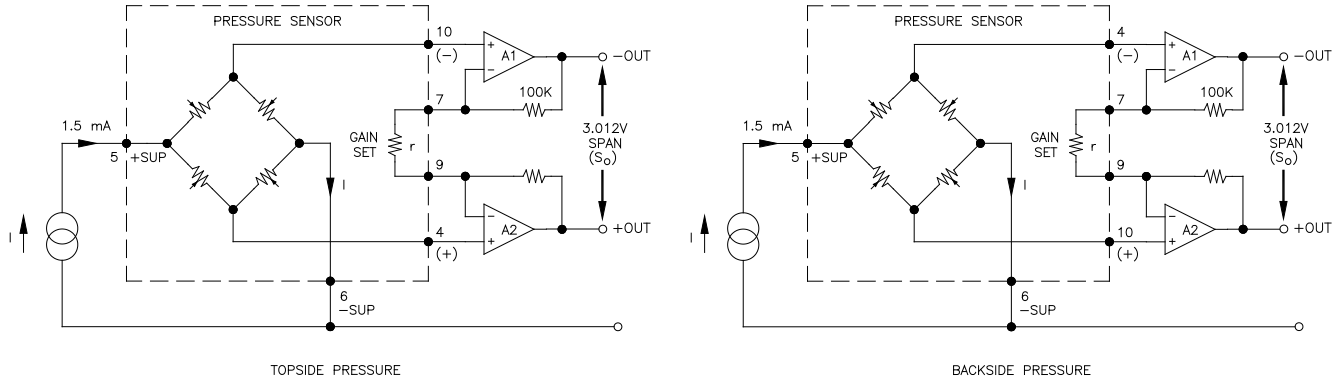 PRESSURE SENSOR
10
(−)
+
A1
−
−OUT
7
100K
1.5 mA
GAIN
SET
r
3.012V
SPAN
(So)
5
+SUP
9
I
−
A2
+
+OUT
I
4
(+)
6
−SUP
TOPSIDE PRESSURE
PRESSURE SENSOR
4
(−)
+
A1
−
−OUT
7
100K
1.5 mA
GAIN
SET
r
3.012V
SPAN
(So)
5
+SUP
9
I
−
A2
+
+OUT
I
10
(+)
6
−SUP
BACKSIDE PRESSURE